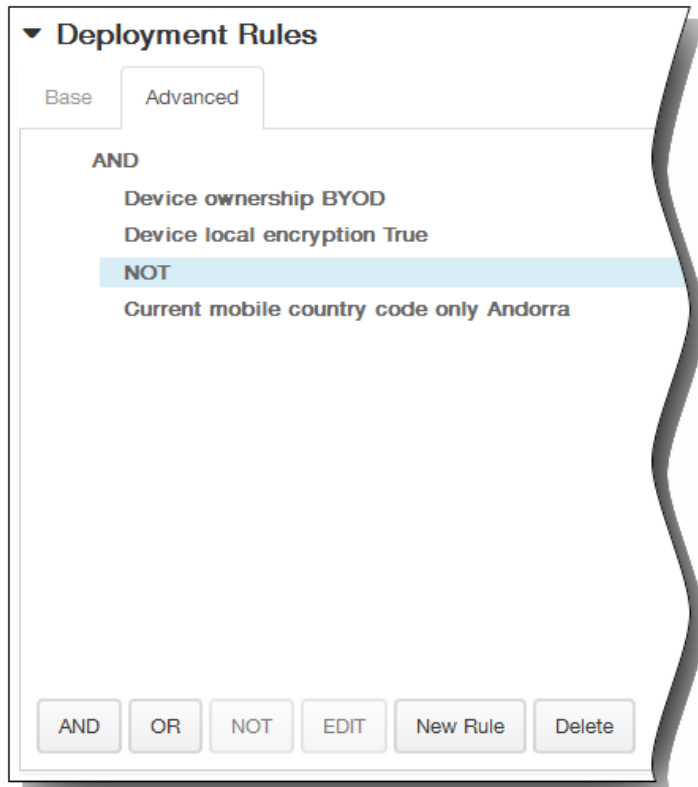 Deployment Rules
Base Advanced
AND
Device ownership BYOD
Device local encryption True
NOT
Current mobile country code only Andorra
AND OR NOT EDIT New Rule Delete